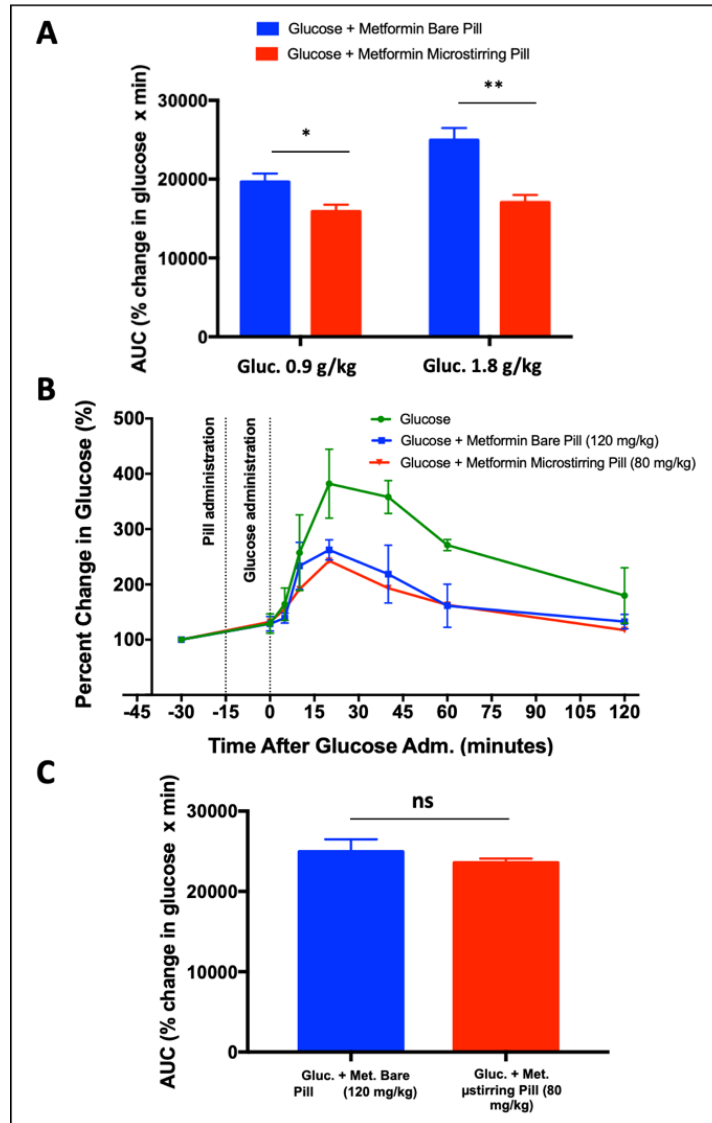 A
Glucose + Metformin Bare Pill
Glucose + Metformin Microstirring Pill
AUC (% change in glucose x min)
30000
20000
10000
0
*
**
Gluc. 0.9 g/kg
Gluc. 1.8 g/kg
B
Percent Change in Glucose (%)
500
400
300
200
100
Pill administration
Glucose administration
Glucose
Glucose + Metformin Bare Pill (120 mg/kg)
Glucose + Metformin Microstirring Pill (80 mg/kg)
-45 -30 -15 0 15 30 45 60 75 90 105 120
Time After Glucose Adm. (minutes)
C
AUC (% change in glucose x min)
30000
20000
10000
0
ns
Gluc. + Met. Bare
Pill (120 mg/kg)
Gluc. + Met.
µstirring Pill (80
mg/kg)